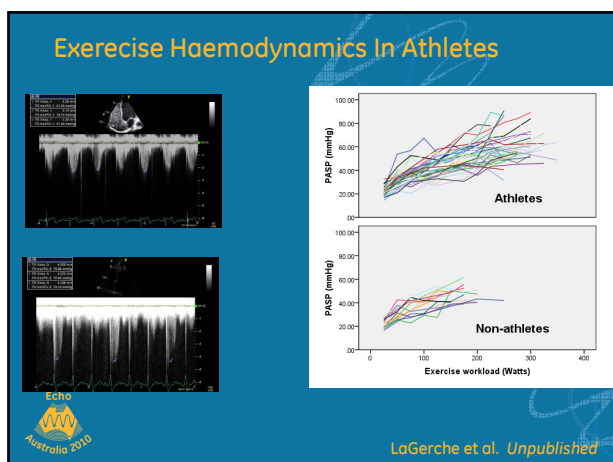 Exerecise Haemodynamics In Athletes
100.00
80.00
60.00
40.00
20.00
.00
PASP (mmHg)
Athletes
100.00
80.00
60.00
40.00
20.00
.00
PASP (mmHg)
Non-athletes
0
100
200
300
400
Exercise workload (Watts)
Echo
Australia 2010
LaGerche et al. Unpublished